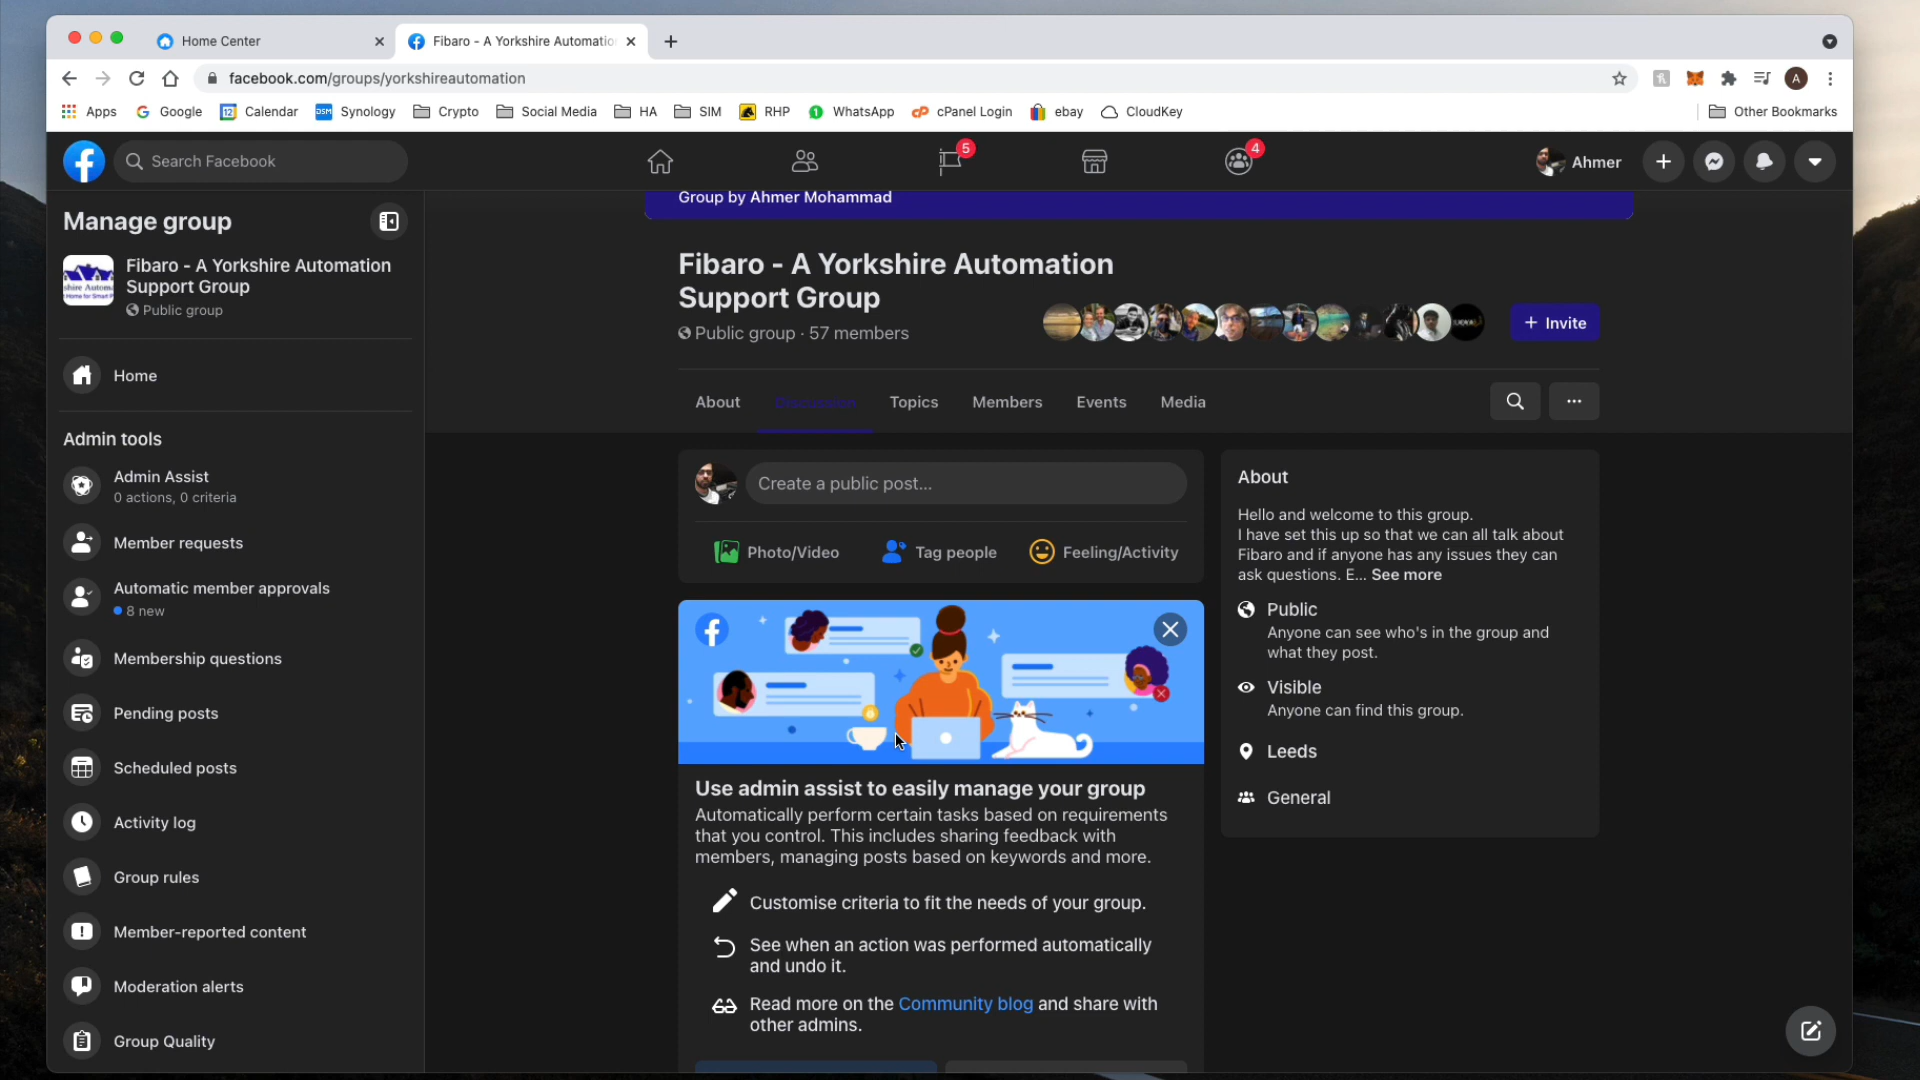 Home Center
Fibaro - A Yorkshire Automatio
facebook.com/groups/yorkshireautomation
A
Apps
Google
Calendar
Synology
Crypto
Social Media
HA
SIM
RHP
WhatsApp
cPanel Login
ebay
CloudKey
Other Bookmarks
Search Facebook
5
4
Ahmer
Manage group
Fibaro - A Yorkshire Automation
Support Group
Public group
Home
Admin tools
Admin Assist
0 actions, 0 criteria
Member requests
Automatic member approvals
8 new
Membership questions
Pending posts
Scheduled posts
Activity log
Group rules
Member-reported content
Moderation alerts
Group Quality
Group by Ahmer Mohammad
Fibaro - A Yorkshire Automation
Support Group
Public group · 57 members
+ Invite
About
Discussion
Topics
Members
Events
Media
Create a public post...
Photo/Video
Tag people
Feeling/Activity
Use admin assist to easily manage your group
Automatically perform certain tasks based on requirements
that you control. This includes sharing feedback with
members, managing posts based on keywords and more.
Customise criteria to fit the needs of your group.
See when an action was performed automatically
and undo it.
Read more on the Community blog and share with
other admins.
About
Hello and welcome to this group.
I have set this up so that we can all talk about
Fibaro and if anyone has any issues they can
ask questions. E... See more
Public
Anyone can see who's in the group and
what they post.
Visible
Anyone can find this group.
Leeds
General